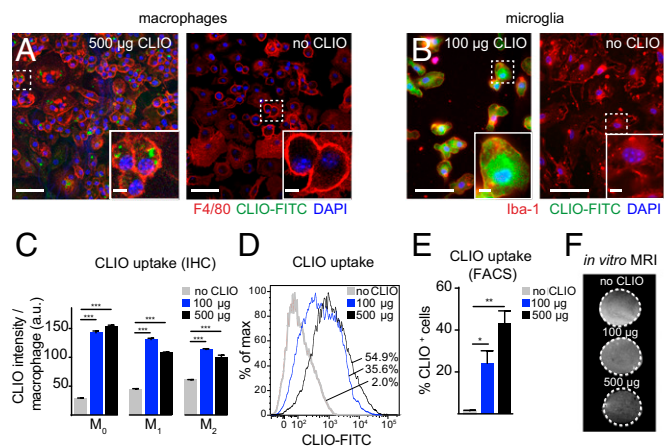 macrophages
microglia
A
500 µg CLIO
no CLIO
B
100 µg CLIO
no CLIO
F4/80 CLIO-FITC DAPI
Iba-1 CLIO-FITC DAPI
C
CLIO uptake (IHC)
no CLIO
100 µg
500 µg
CLIO intensity / macrophage (a.u.)
150
100
50
***
***
***
***
***
***
M0
M1
M2
D
CLIO uptake
no CLIO
100 µg
500 µg
% of max
100
80
60
40
20
0
54.9%
35.6%
2.0%
0 10² 10³ 10⁴ 10⁵
CLIO-FITC
E
CLIO uptake (FACS)
no CLIO
100 µg
500 µg
% CLIO⁺ cells
60
40
20
0
**
*
F
in vitro MRI
no CLIO
100 µg
500 µg